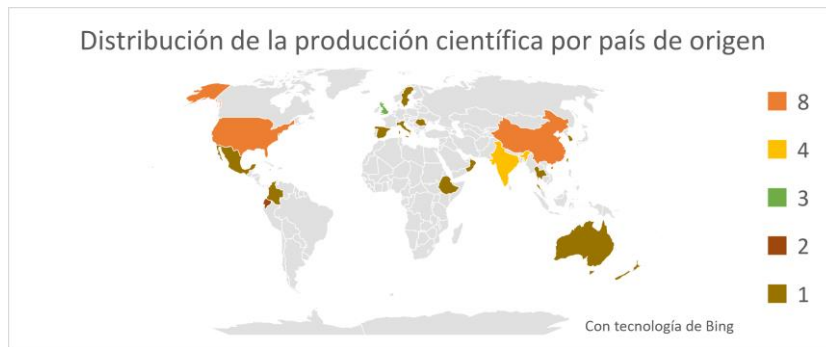 Distribución de la producción científica por país de origen
8
4
3
2
1
Con tecnología de Bing